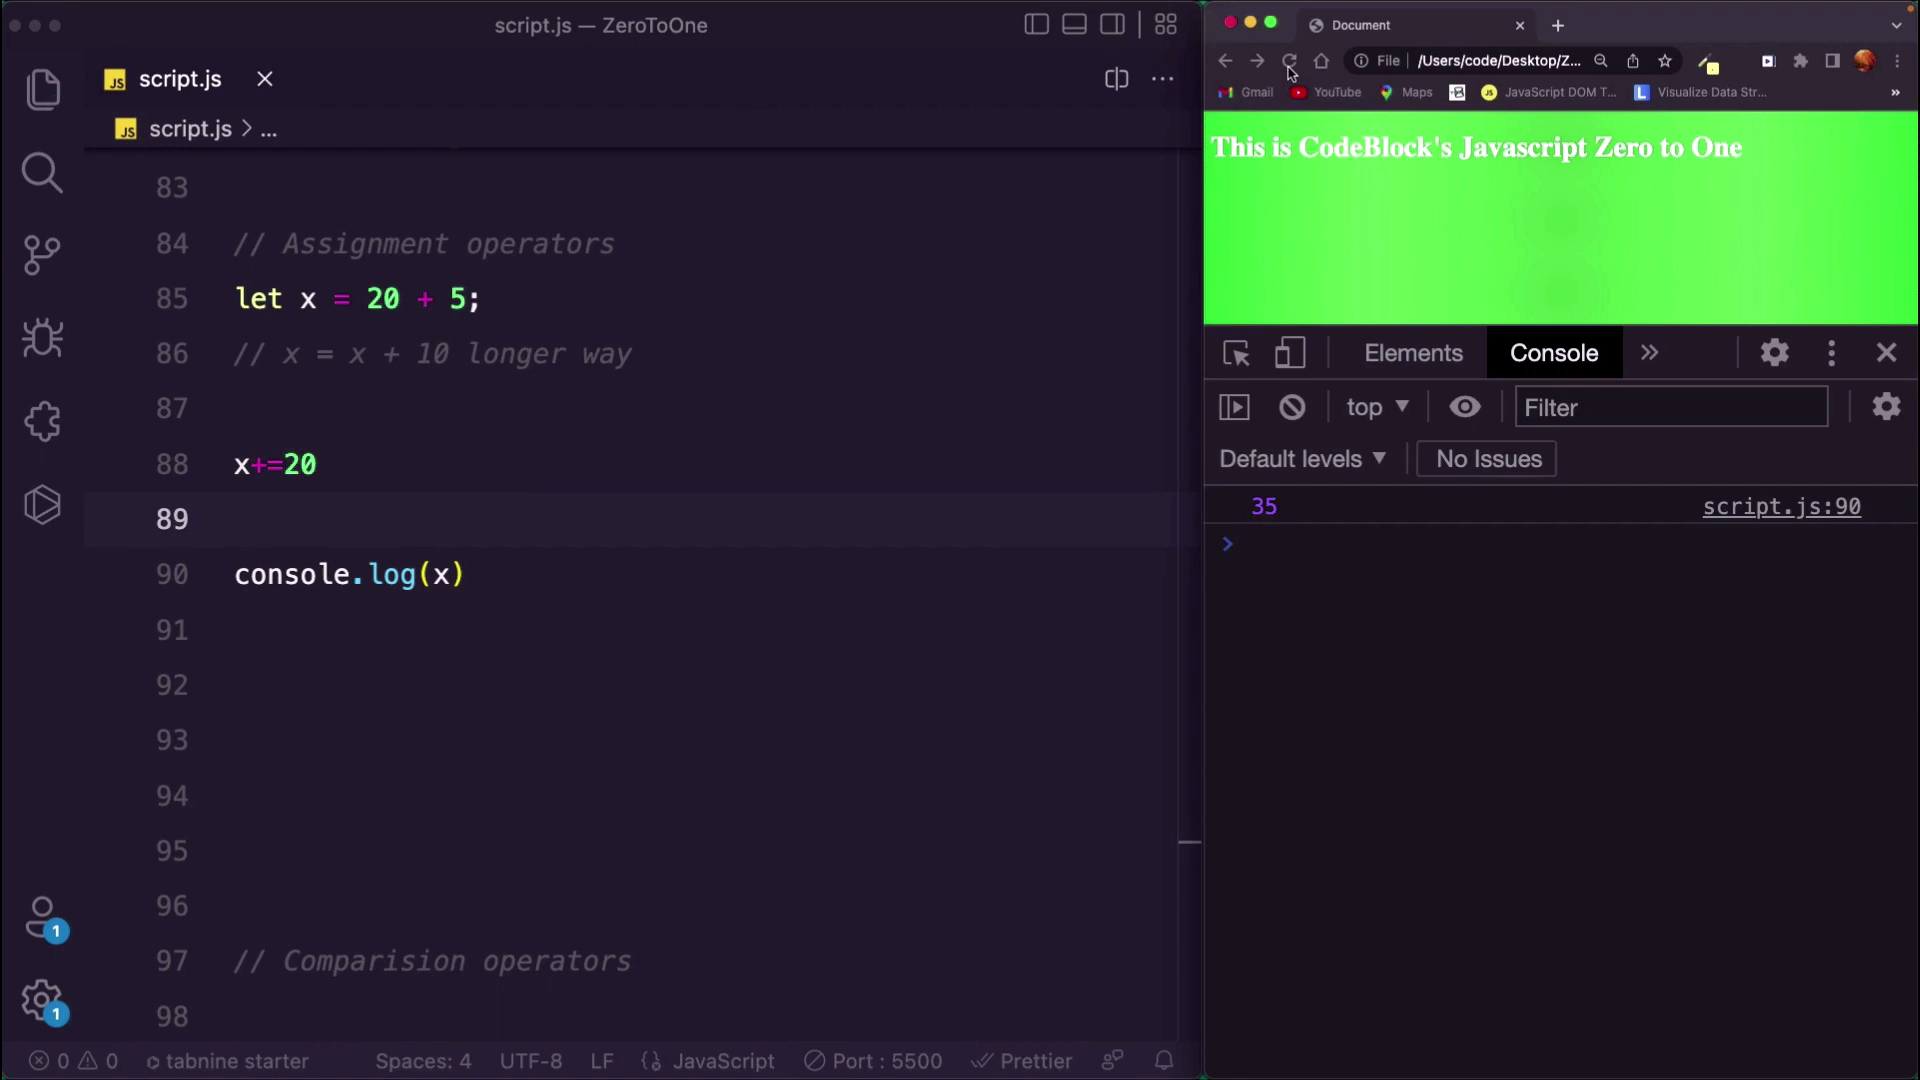 script.js — ZeroToOne
script.js
script.js > ...
83
84 // Assignment operators
85 let x = 20 + 5;
86 // x = x + 10 longer way
87
88 x+=20
89
90 console.log(x)
91
92
93
94
95
96
97 // Comparision operators
98
1
1
0 0 tabnine starter Spaces: 4 UTF-8 LF {} JavaScript Port : 5500 Prettier
Document
File /Users/code/Desktop/Z...
Gmail YouTube Maps JavaScript DOM T... Visualize Data Str... »
This is CodeBlock's Javascript Zero to One
Elements Console »
top Filter
Default levels No Issues
35 script.js:90
>